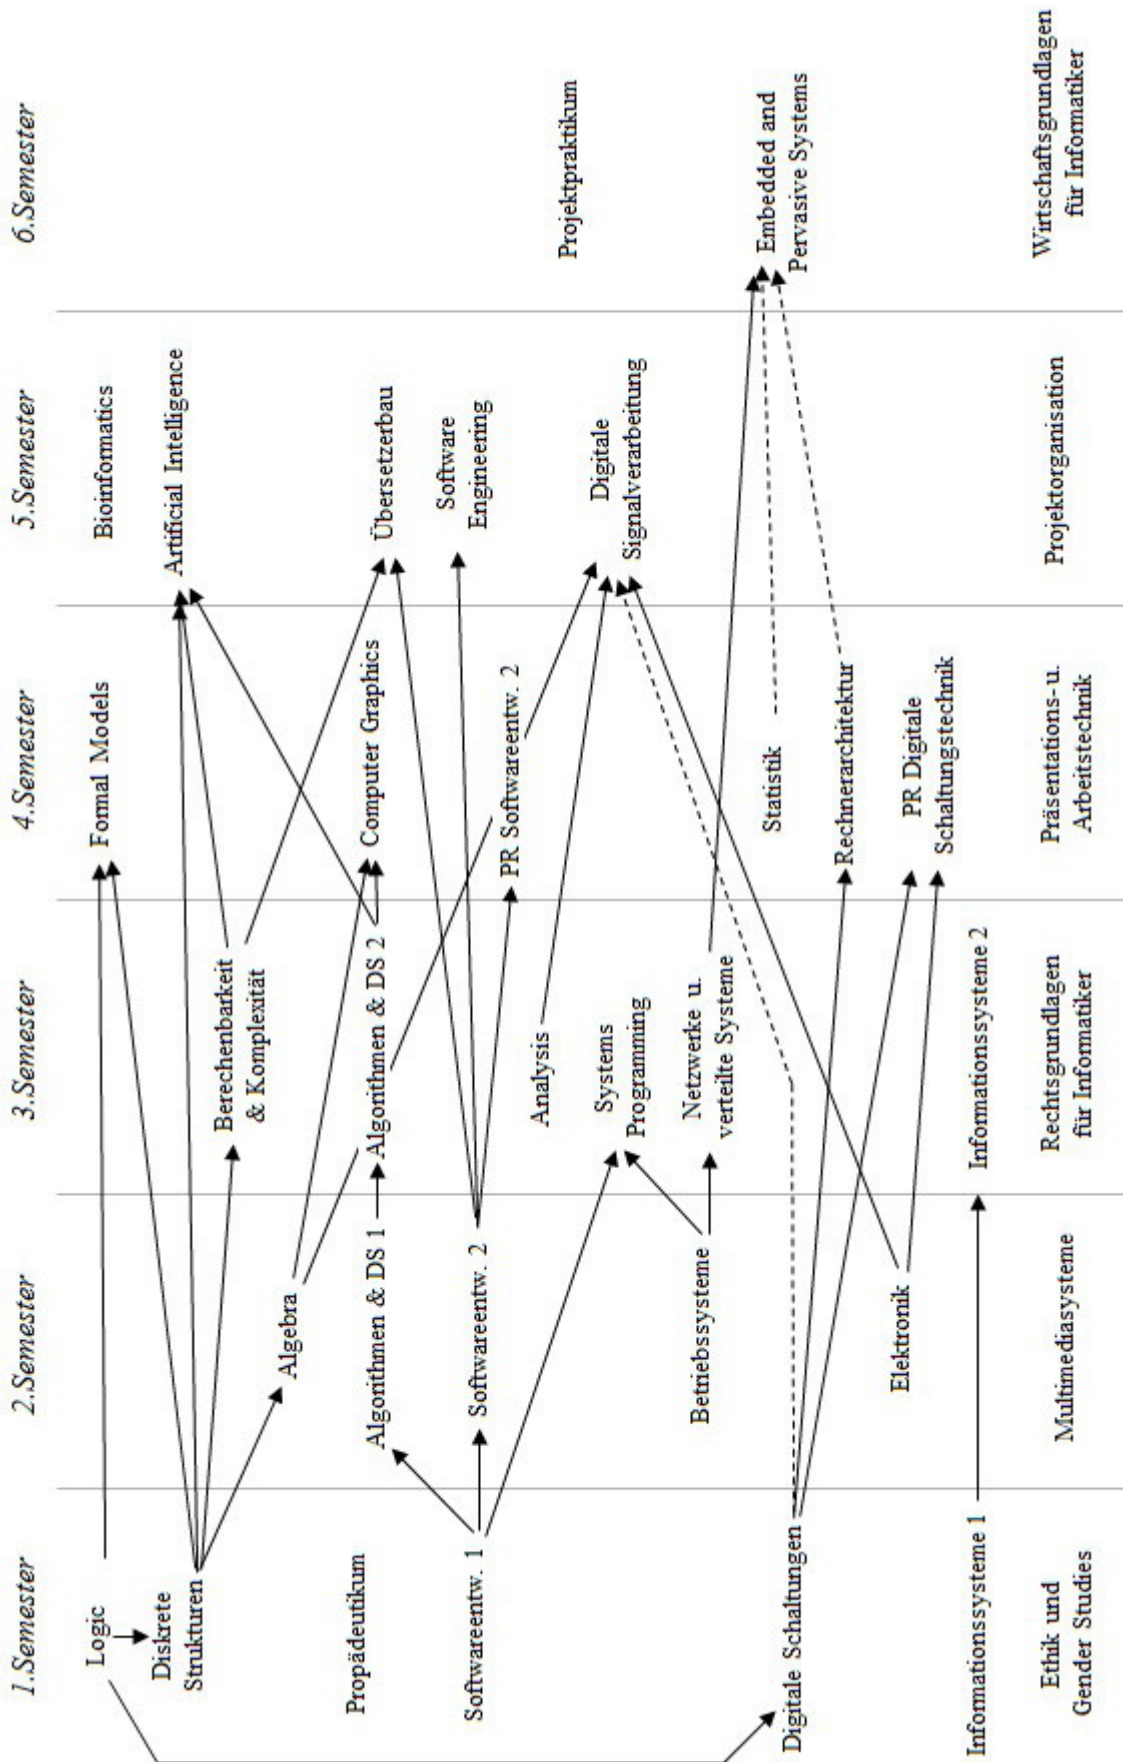 1.Semester
2.Semester
3.Semester
4.Semester
5.Semester
6.Semester
Logic
Diskrete
Strukturen
Propädeutikum
Softwareentw. 1
Digitale Schaltungen
Informationssysteme 1
Ethik und
Gender Studies
Algebra
Algorithmen & DS 1
Softwareentw. 2
Betriebssysteme
Elektronik
Multimediasysteme
Berechenbarkeit
& Komplexität
Algorithmen & DS 2
Analysis
Systems
Programming
Netzwerke u.
verteilte Systeme
Informationssysteme 2
Rechtsgrundlagen
für Informatiker
Formal Models
Computer Graphics
PR Softwareentw. 2
Statistik
Rechnerarchitektur
PR Digitale
Schaltungstechnik
Präsentations-u.
Arbeitstechnik
Bioinformatics
Artificial Intelligence
Übersetzerbau
Software
Engineering
Digitale
Signalverarbeitung
Projektorganisation
Projektpraktikum
Embedded and
Pervasive Systems
Wirtschaftsgrundlagen
für Informatiker